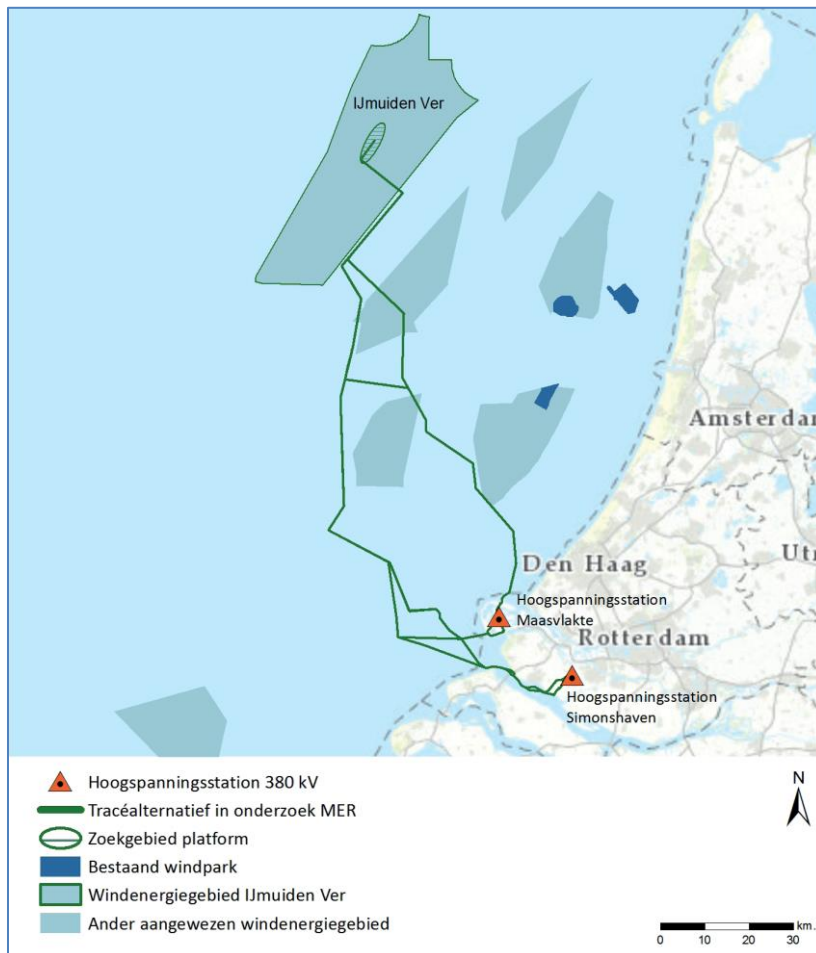 IJmuiden Ver
Amsterdam
Utr
Den Haag
Hoogspanningsstation
Maasvlakte
Rotterdam
Hoogspanningsstation
Simonshaven
Hoogspanningsstation 380 kV
Tracéalternatief in onderzoek MER
Zoekgebied platform
Bestaand windpark
Windenergiegebied IJmuiden Ver
Ander aangewezen windenergiegebied
N
km.
0 10 20 30